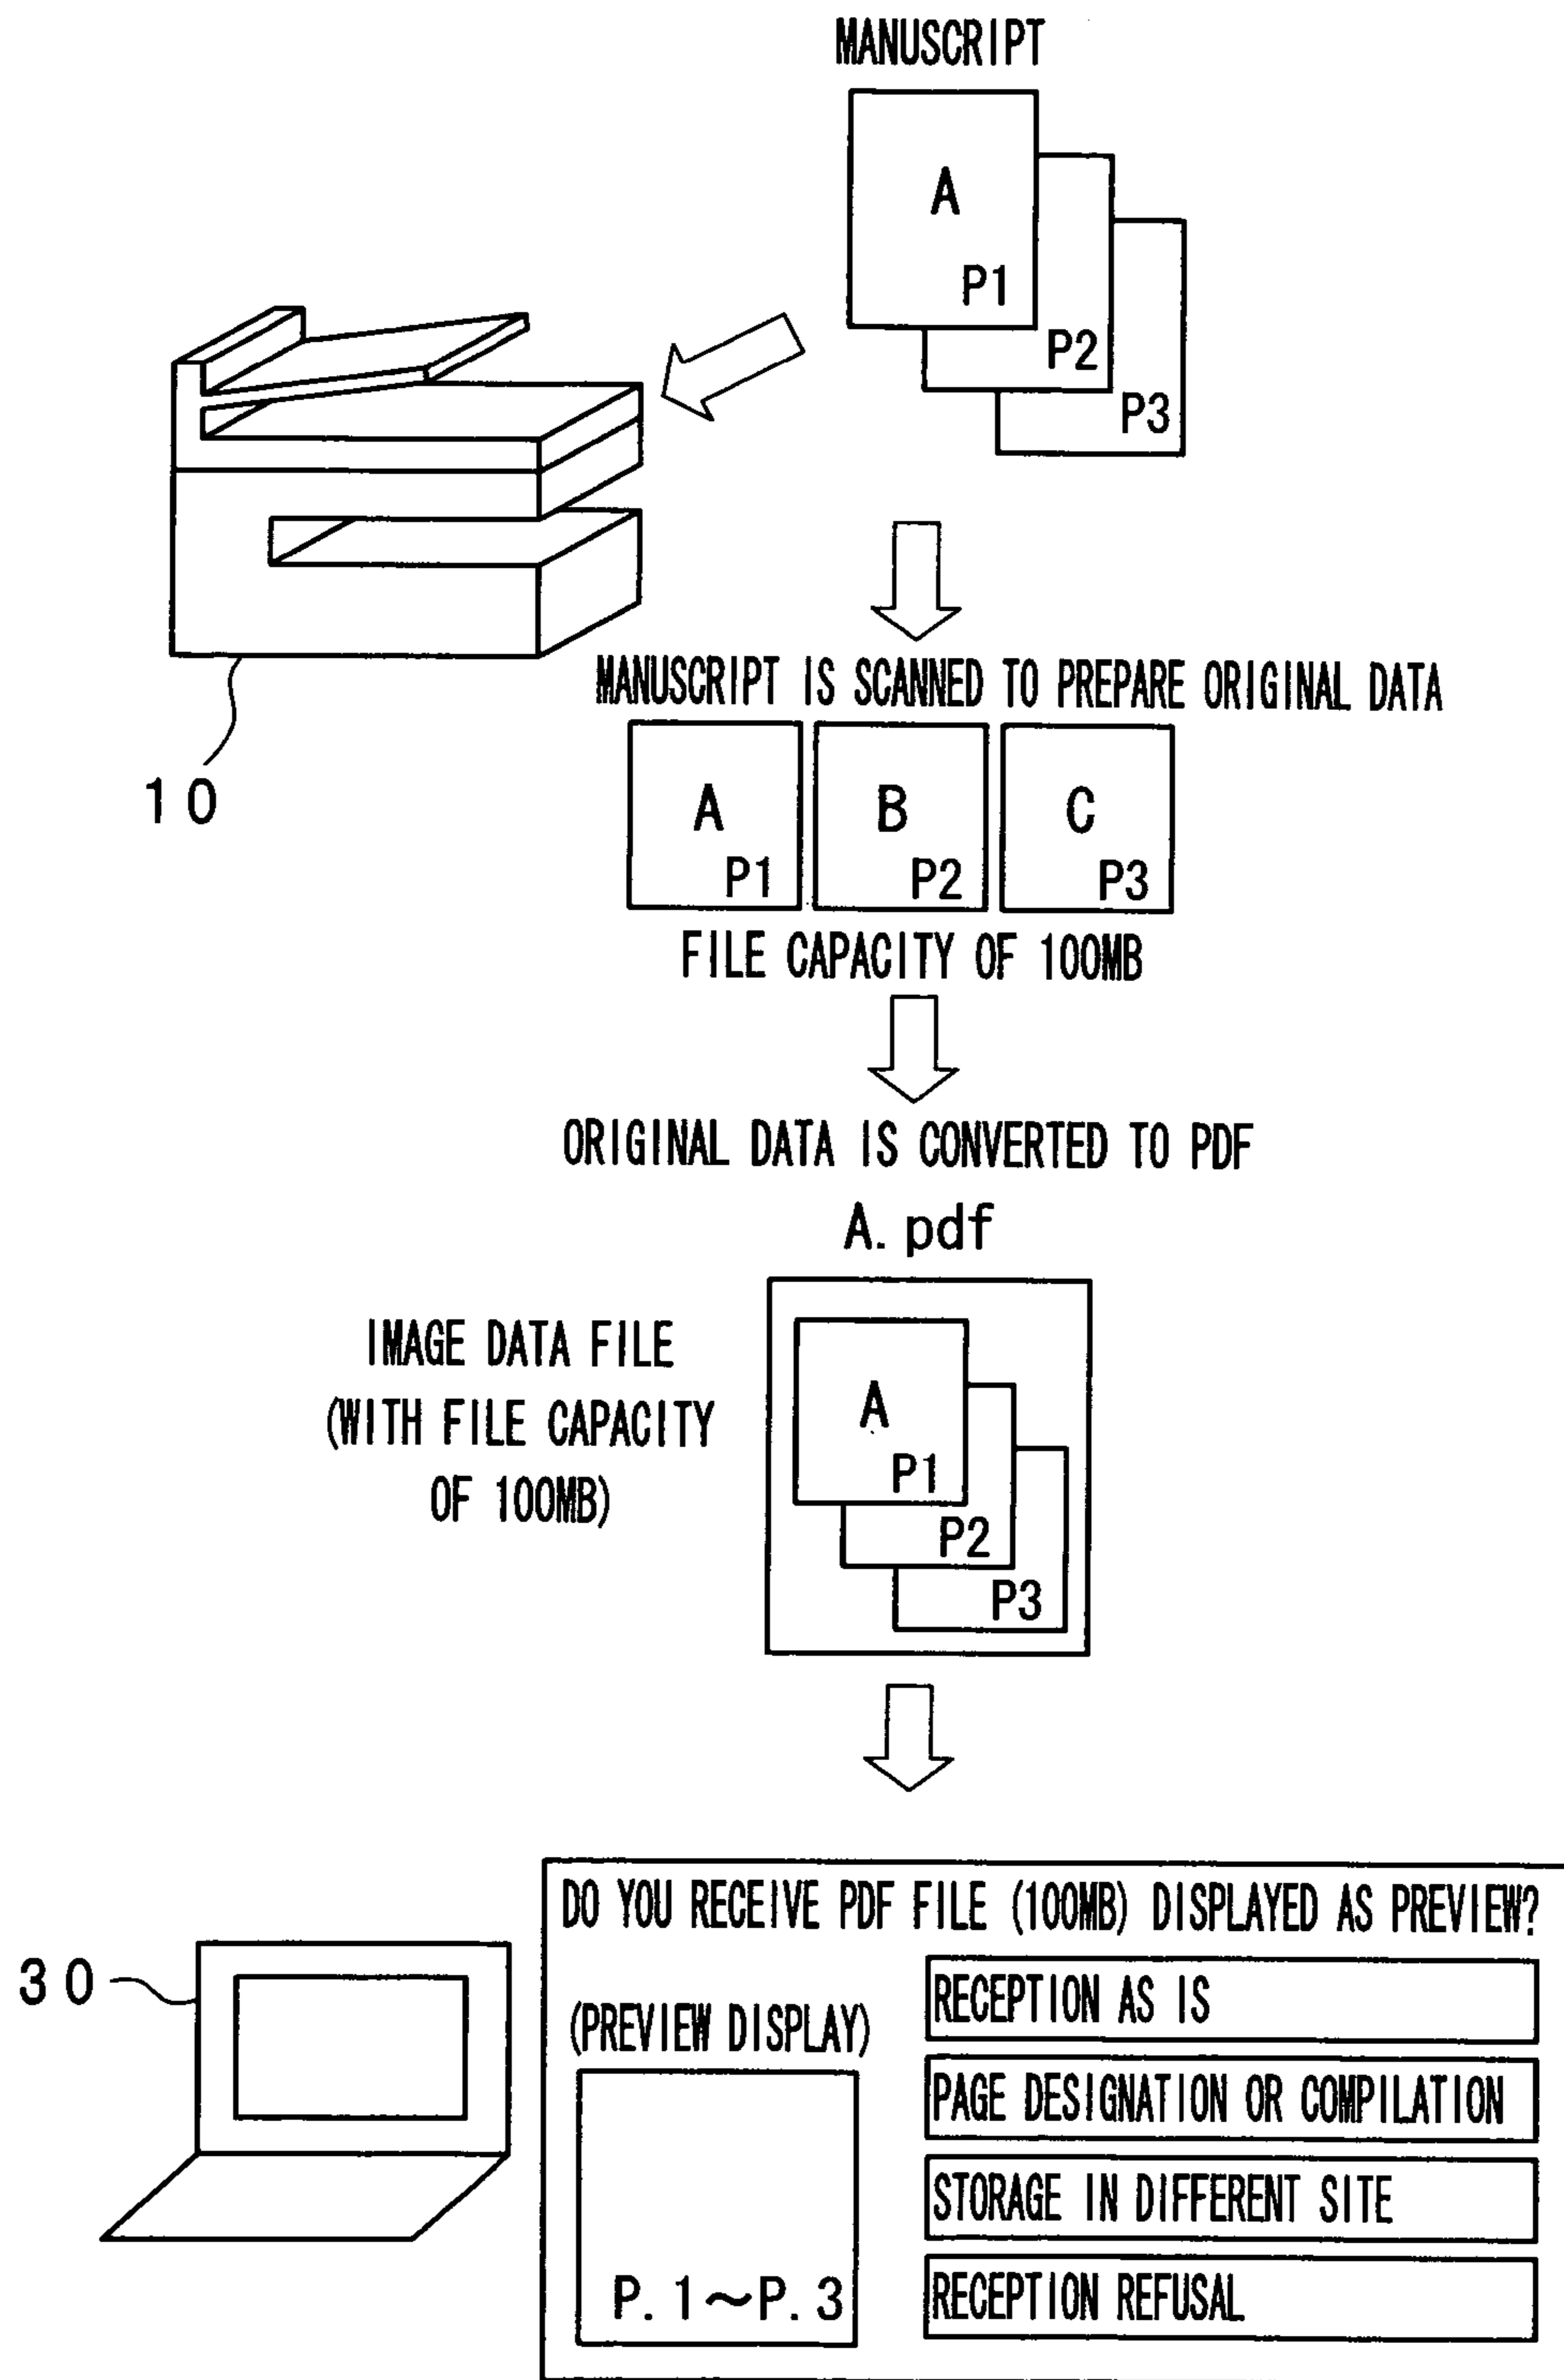 MANUSCRIPT
A
P1
P2
P3
10
MANUSCRIPT IS SCANNED TO PREPARE ORIGINAL DATA
A
P1
B
P2
C
P3
FILE CAPACITY OF 100MB
ORIGINAL DATA IS CONVERTED TO PDF
A.pdf
IMAGE DATA FILE
(WITH FILE CAPACITY
OF 100MB)
A
P1
P2
P3
30
DO YOU RECEIVE PDF FILE (100MB) DISPLAYED AS PREVIEW?
(PREVIEW DISPLAY)
P.1~P.3
RECEPTION AS IS
PAGE DESIGNATION OR COMPILATION
STORAGE IN DIFFERENT SITE
RECEPTION REFUSAL